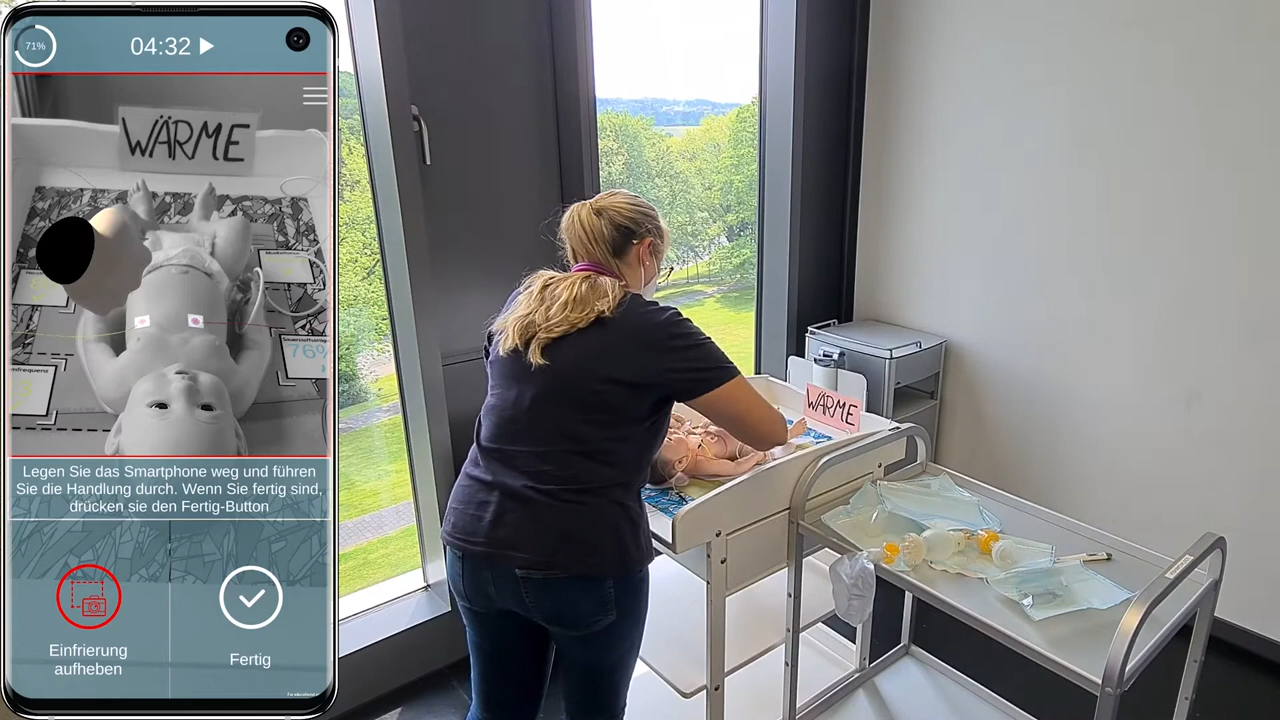 71%
04:32
WÄRME
76%
Legen Sie das Smartphone weg und führen
Sie die Handlung durch. Wenn Sie fertig sind,
drücken sie den Fertig-Button
Einfrierung
aufheben
Fertig
WÄRME